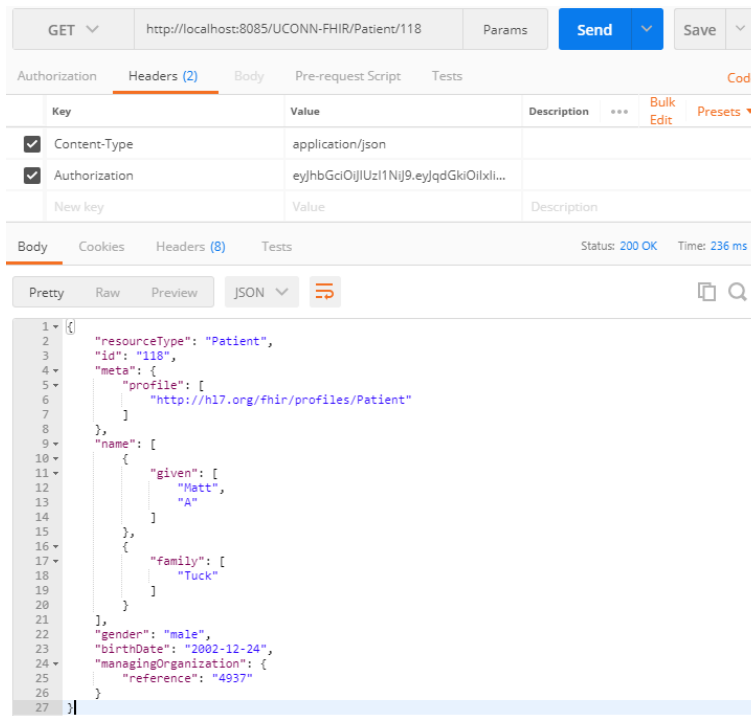 GET http://localhost:8085/UCONN-FHIR/Patient/118 Params Send Save
Authorization Headers (2) Body Pre-request Script Tests Cod
Key Value Description ••• Bulk Edit Presets
Content-Type application/json
Authorization
New key Value Description
Body Cookies Headers (8) Tests Status: 200 OK Time: 236 ms
Pretty Raw Preview JSON
1 {
2 "resourceType": "Patient",
3 "id": "118",
4 "meta": {
5 "profile": [
6 "http://hl7.org/fhir/profiles/Patient"
7 ]
8 },
9 "name": [
10 {
11 "given": [
12 "Matt",
13 "A"
14 ]
15 },
16 {
17 "family": [
18 "Tuck"
19 ]
20 }
21 ],
22 "gender": "male",
23 "birthDate": "2002-12-24",
24 "managingOrganization": {
25 "reference": "4937"
26 }
27 }